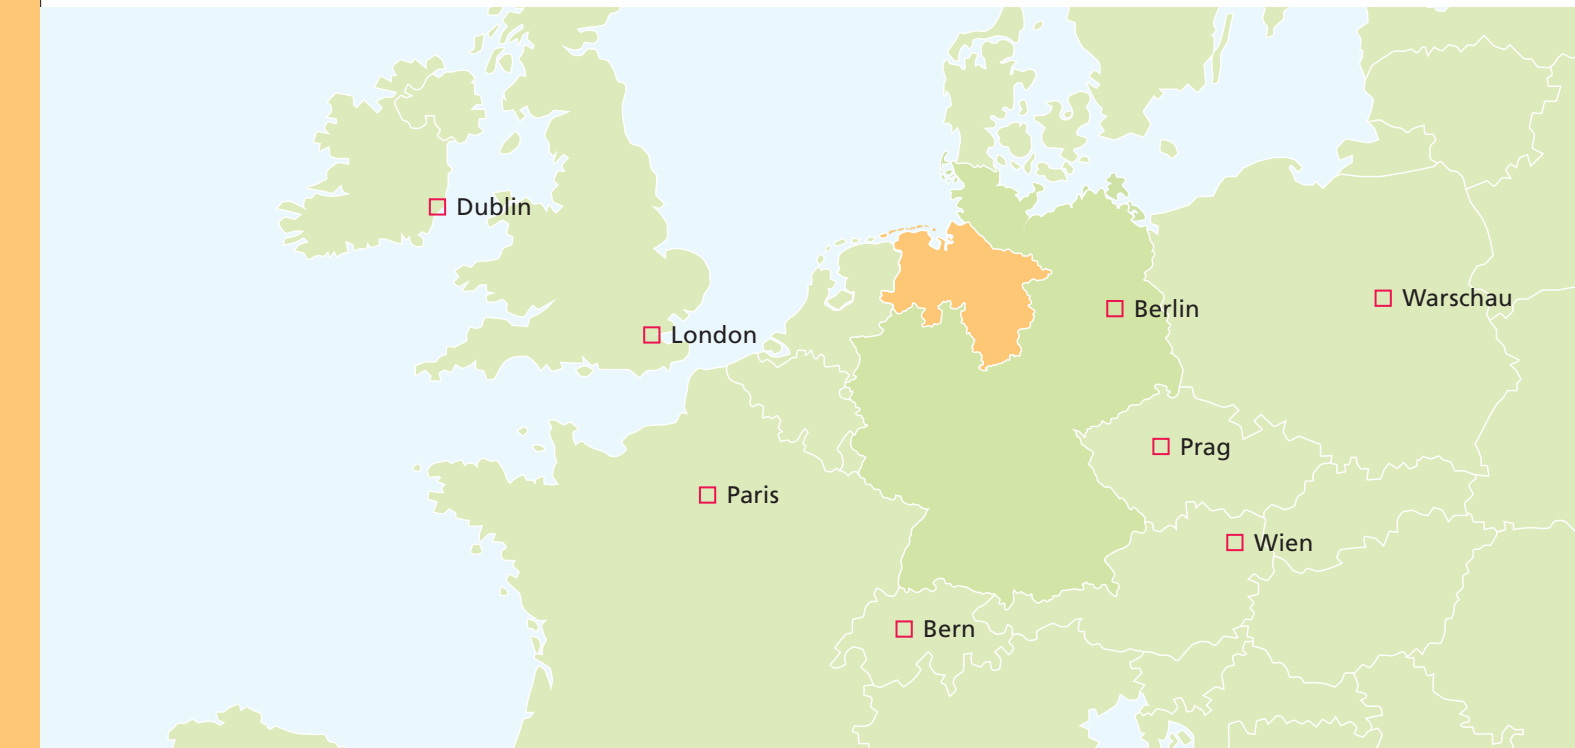 Dublin
Warschau
Berlin
London
Prag
Paris
Wien
Bern